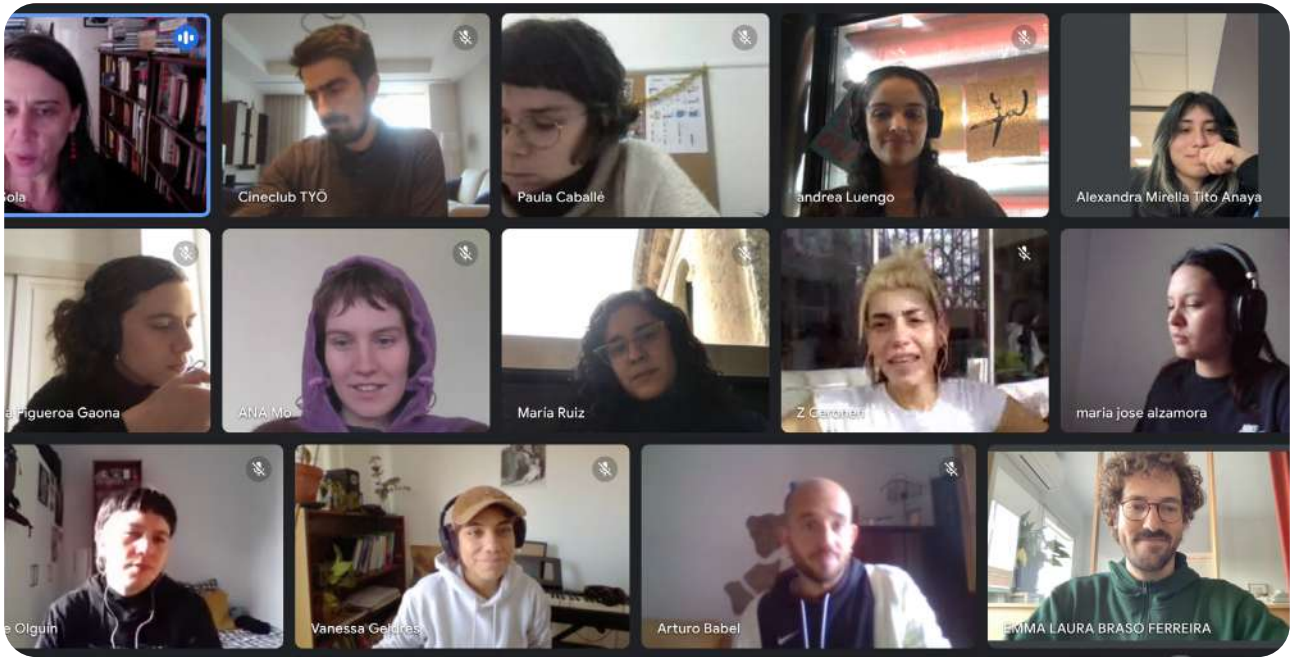 Sola
Cineclub TYÖ
Paula Caballé
andrea Luengo
Alexandra Mirella Tito Anaya
a Figueroa Gaona
ANA Mo
María Ruiz
Z
maria jose alzamora
e Olguín
Vanessa Geldres
Arturo Babel
EMMA LAURA BRASO FERREIRA